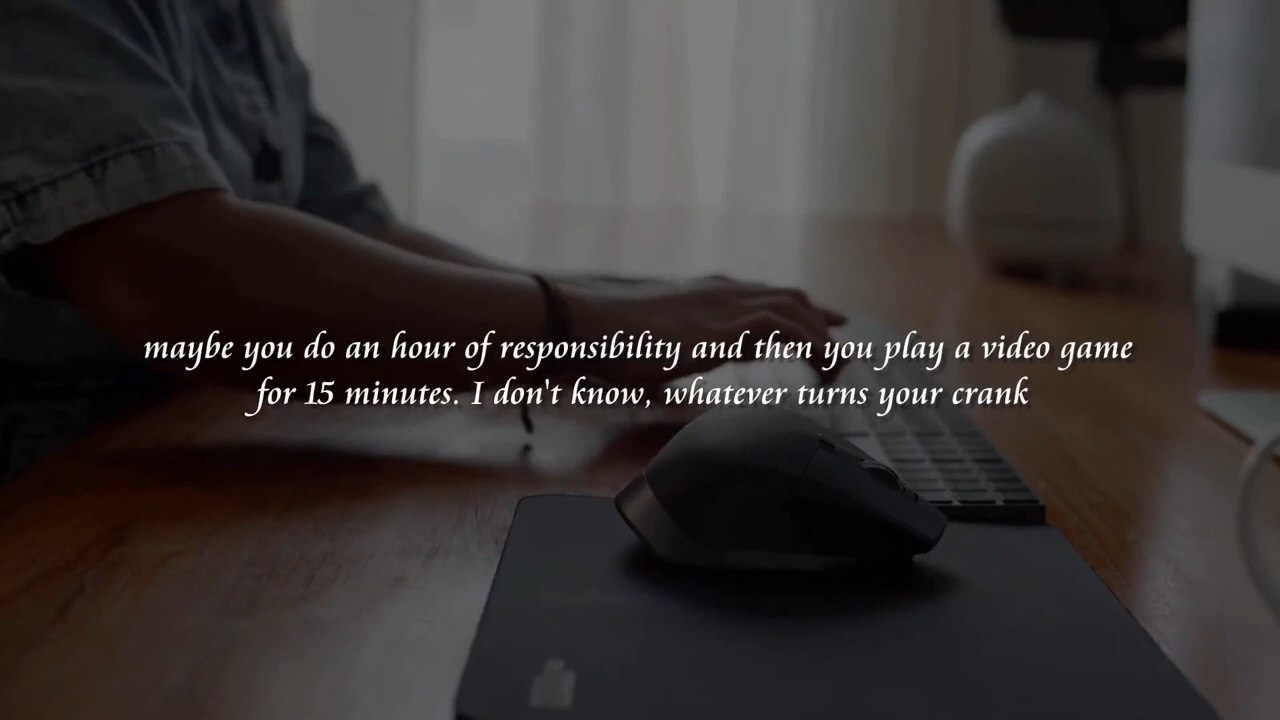 maybe you do an hour of responsibility and then you play a video game
for 15 minutes. I don't know, whatever turns your crank